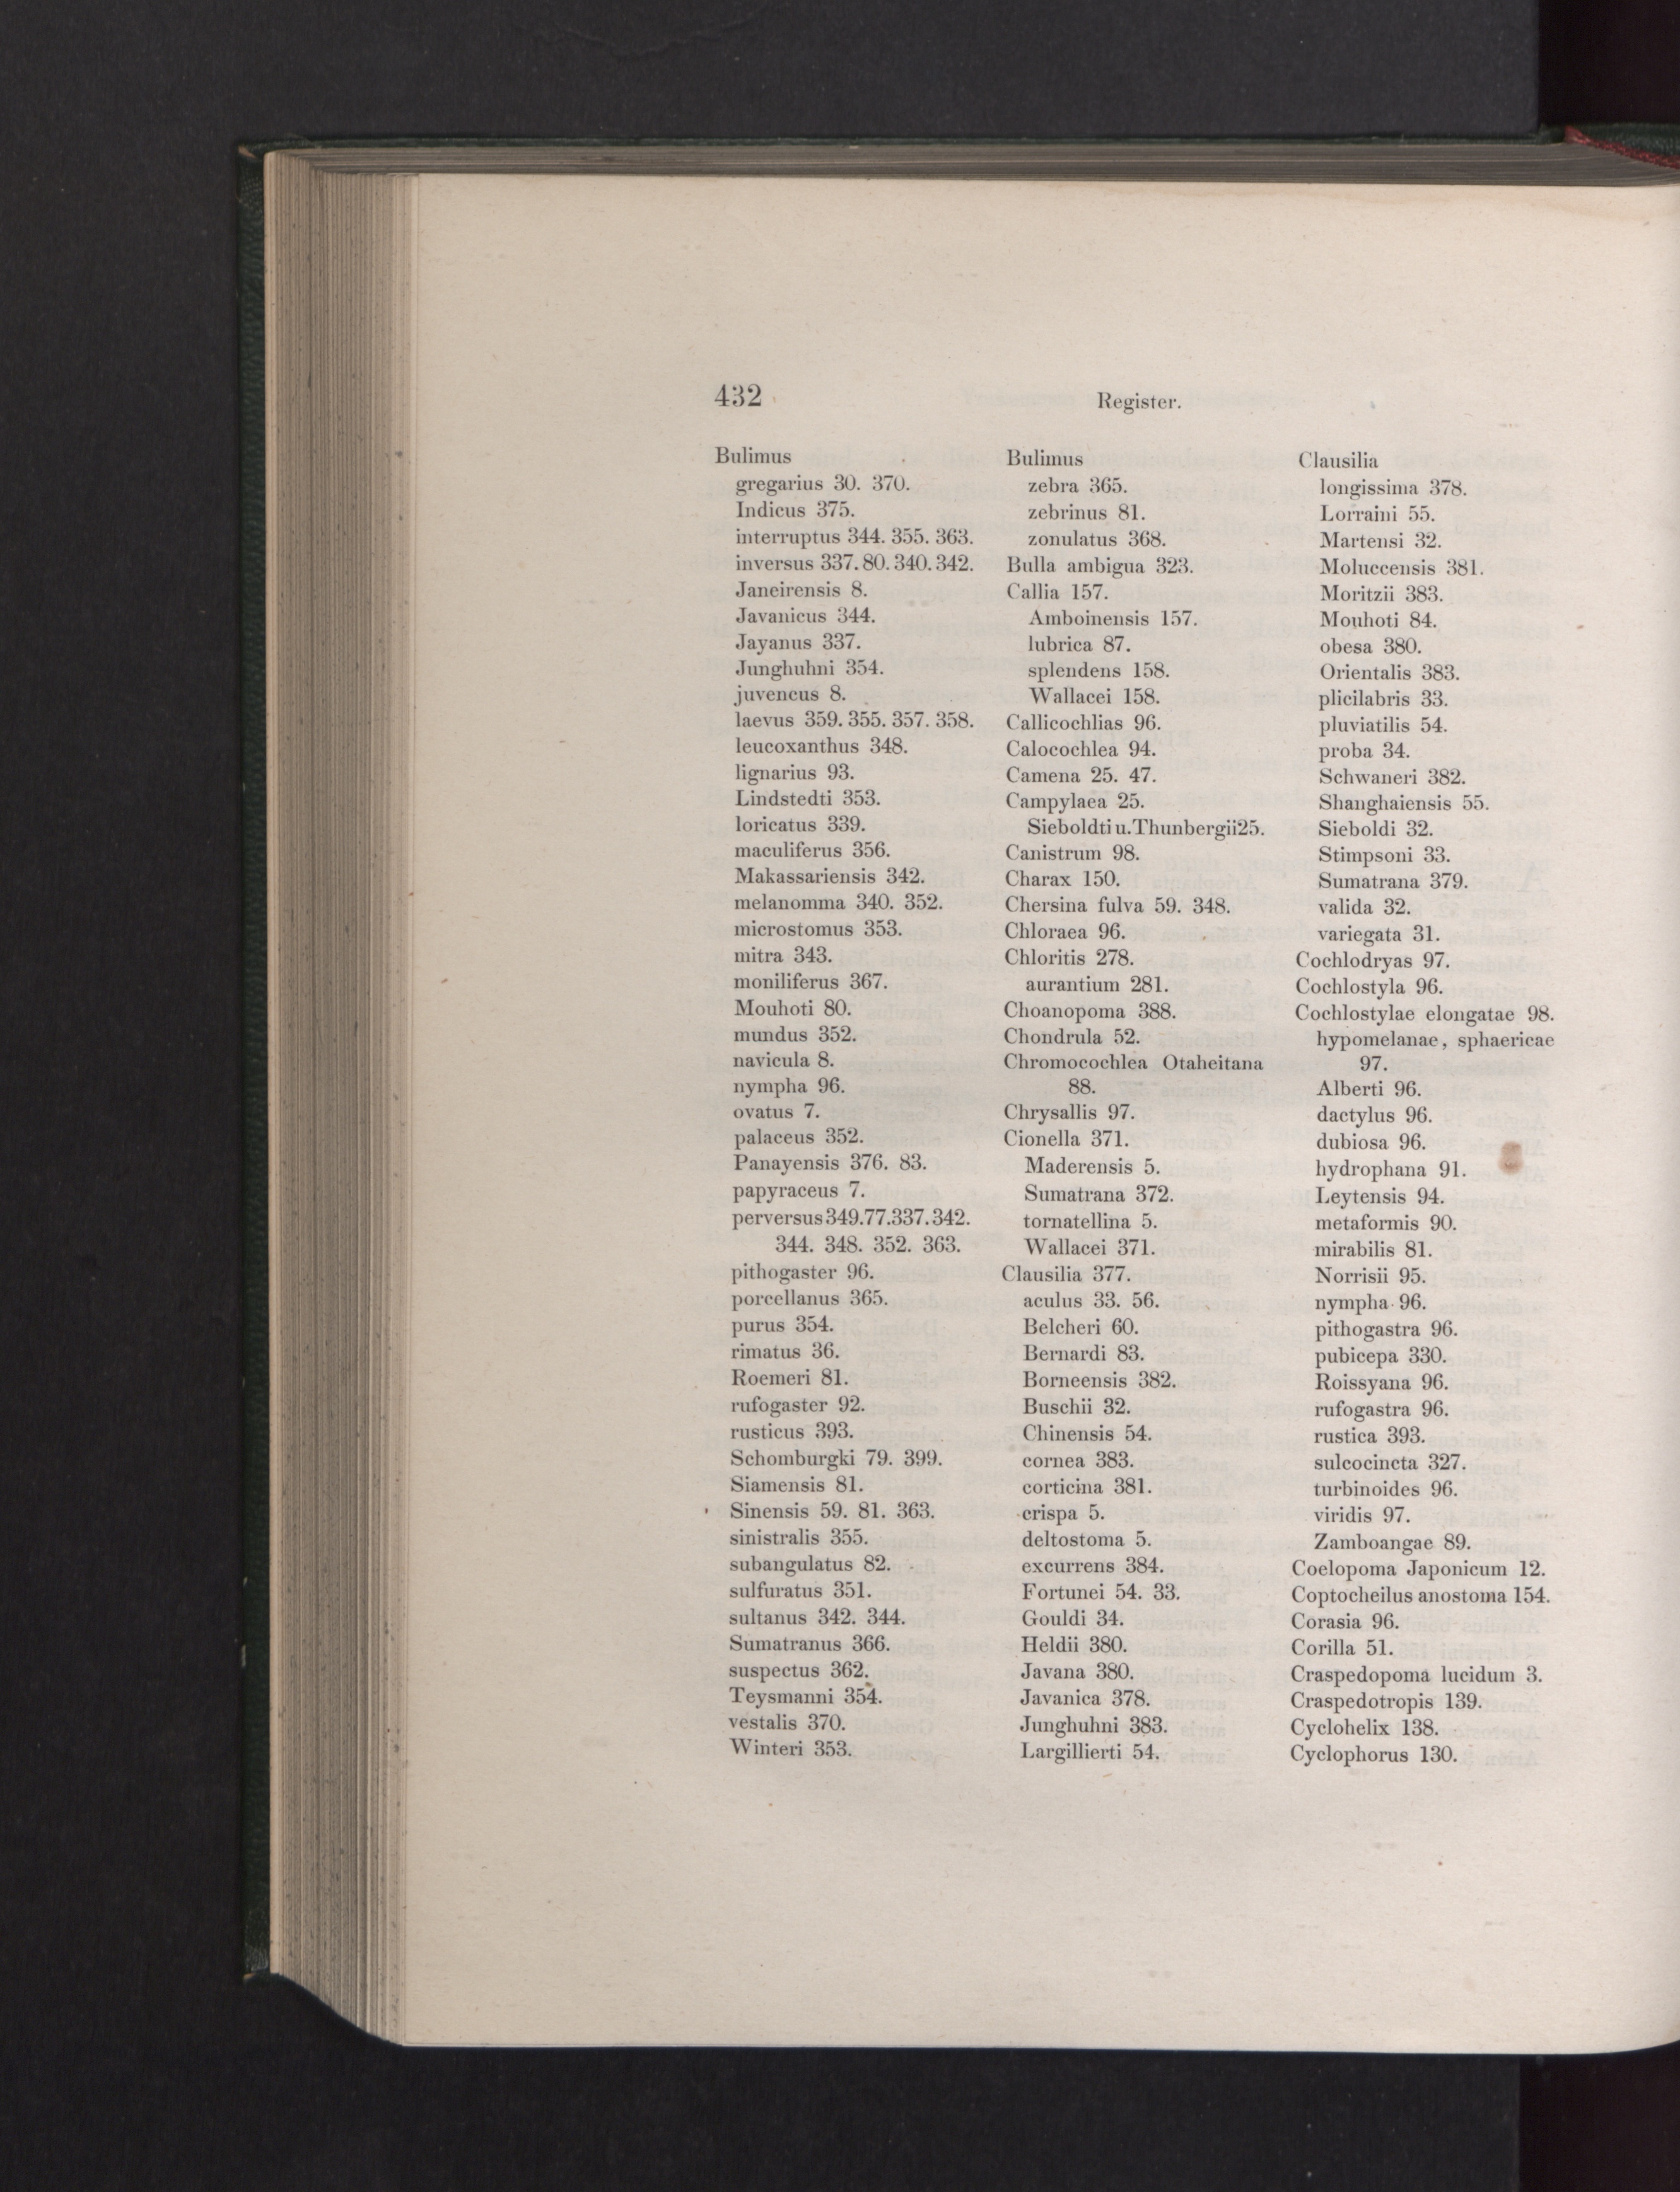 432
Register.
Bulimus
gregarius 30. 370.
Indicus 375.
interruptus 344. 355. 363.
inversus 337. 80. 340. 342.
Janeirensis 8.
Javanicus 344.
Jayanus 337.
Junghuhni 354.
juvencus 8.
laevus 359. 355. 357. 358.
leucoxanthus 348.
lignarius 93.
Lindstedti 353.
loricatus 339.
maculiferus 356.
Makassariensis 342.
melanomma 340. 352.
microstomus 353.
mitra 343.
moniliferus 367.
Mouhoti 80.
mundus 352.
navicula 8.
nympha 96.
ovatus 7.
palaceus 352.
Panayensis 376. 83.
papyraceus 7.
perversus 349. 77. 337. 342.
344. 348. 352. 363.
pithogaster 96.
porcellanus 365.
purus 354.
rimatus 36.
Roemeri 81.
rufogaster 92.
rusticus 393.
Schomburgki 79. 399.
Siamensis 81.
Sinensis 59. 81. 363.
sinistralis 355.
subangulatus 82.
sulfuratus 351.
sultanus 342. 344.
Sumatranus 366.
suspectus 362.
Teysmanni 354.
vestalis 370.
Winteri 353.
Bulimus
zebra 365.
zebrinus 81.
zonulatus 368.
Bulla ambigua 323.
Callia 157.
Amboinensis 157.
lubrica 87.
splendens 158.
Wallacei 158.
Callicochlias 96.
Calocochlea 94.
Camena 25. 47.
Campylaea 25.
Sieboldti u. Thunbergii 25.
Canistrum 98.
Charax 150.
Chersina fulva 59. 348.
Chloraea 96.
Chloritis 278.
aurantium 281.
Choanopoma 388.
Chondrula 52.
Chromocochlea Otaheitana
88.
Chrysallis 97.
Cionella 371.
Maderensis 5.
Sumatrana 372.
tornatellina 5.
Wallacei 371.
Clausilia 377.
aculus 33. 56.
Belcheri 60.
Bernardi 83.
Borneensis 382.
Buschii 32.
Chinensis 54.
cornea 383.
corticina 381.
crispa 5.
deltostoma 5.
excurrens 384.
Fortunei 54. 33.
Gouldi 34.
Heldii 380.
Javana 380.
Javanica 378.
Junghuhni 383.
Largillierti 54.
Clausilia
longissima 378.
Lorraini 55.
Martensi 32.
Moluccensis 381.
Moritzii 383.
Mouhoti 84.
obesa 380.
Orientalis 383.
plicilabris 33.
pluviatilis 54.
proba 34.
Schwaneri 382.
Shanghaiensis 55.
Sieboldi 32.
Stimpsoni 33.
Sumatrana 379.
valida 32.
variegata 31.
Cochlodryas 97.
Cochlostyla 96.
Cochlostylae elongatae 98.
hypomelanae, sphaericae
97.
Alberti 96.
dactylus 96.
dubiosa 96.
hydrophana 91.
Leytensis 94.
metaformis 90.
mirabilis 81.
Norrisii 95.
nympha 96.
pithogastra 96.
pubicepa 330.
Roissyana 96.
rufogastra 96.
rustica 393.
sulcocincta 327.
turbinoides 96.
viridis 97.
Zamboangae 89.
Coelopoma Japonicum 12.
Coptocheilus anostoma 154.
Corasia 96.
Corilla 51.
Craspedopoma lucidum 3.
Craspedotropis 139.
Cyclohelix 138.
Cyclophorus 130.